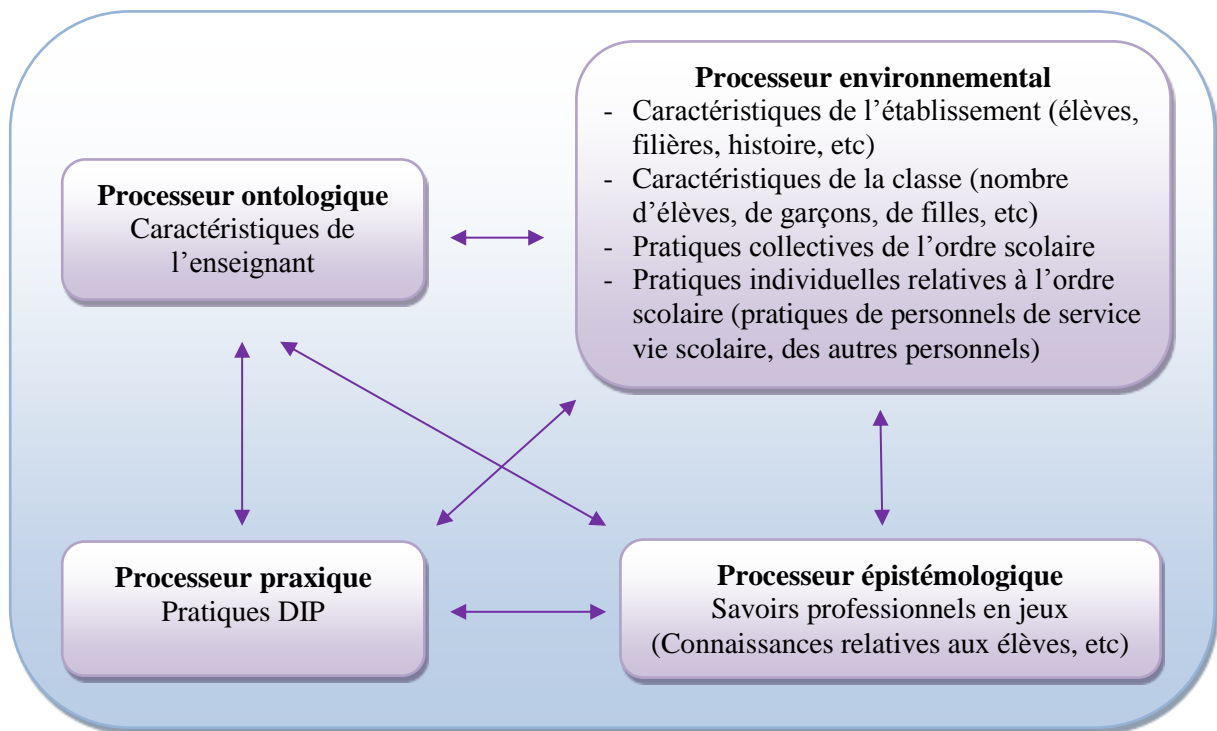 Processeur environnemental
- Caractéristiques de l’établissement (élèves,
filières, histoire, etc)
- Caractéristiques de la classe (nombre
d’élèves, de garçons, de filles, etc)
- Pratiques collectives de l’ordre scolaire
- Pratiques individuelles relatives à l’ordre
scolaire (pratiques de personnels de service
vie scolaire, des autres personnels)
Processeur ontologique
Caractéristiques de
l’enseignant
Processeur praxique
Pratiques DIP
Processeur épistémologique
Savoirs professionnels en jeux
(Connaissances relatives aux élèves, etc)